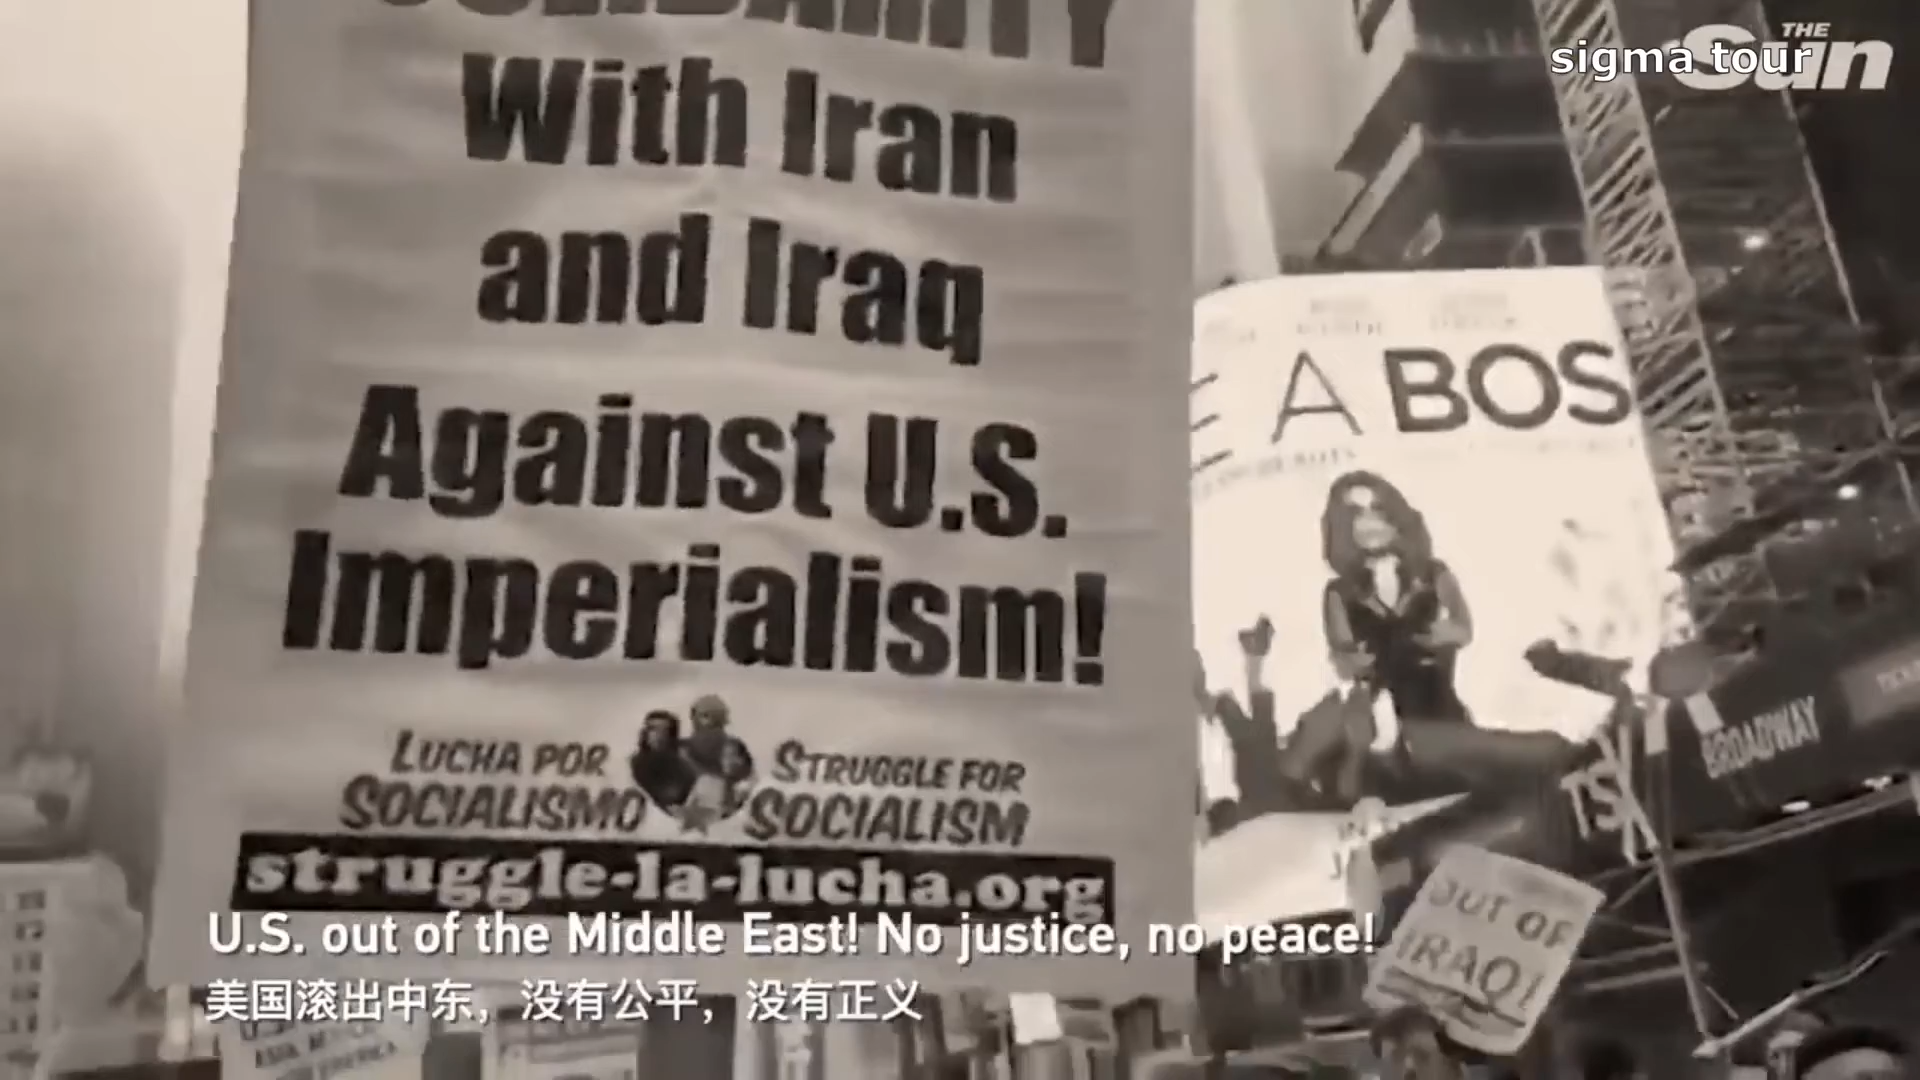 SOLIDARITY
With Iran
and Iraq
Against U.S.
Imperialism!
LUCHA POR
SOCIALISMO
STRUGGLE FOR
SOCIALISM
struggle-la-lucha.org
THE
Sun
sigma tour
E A BOS
BROADWAY
TSX
OUT OF
IRAQ!
U.S. out of the Middle East! No justice, no peace!
美国滚出中东，没有公平，没有正义